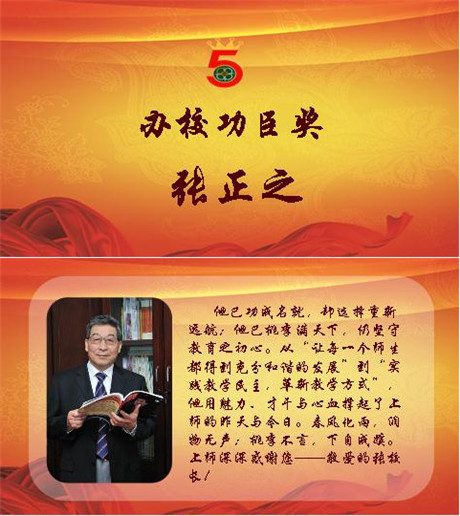 5
办校功臣奖
张正之
他已功成名就，却选择重新
远航；他已桃李满天下，仍坚守
教育之初心。从“让每一个师生
都得到充分和谐的发展”到“实
践教学民主，革新教学方式”，
他用魅力、才干与心血撑起了上
师的昨天与今日。春风化雨，润
物无声；桃李不言，下自成蹊。
上师深深感谢您——敬爱的张校
长！